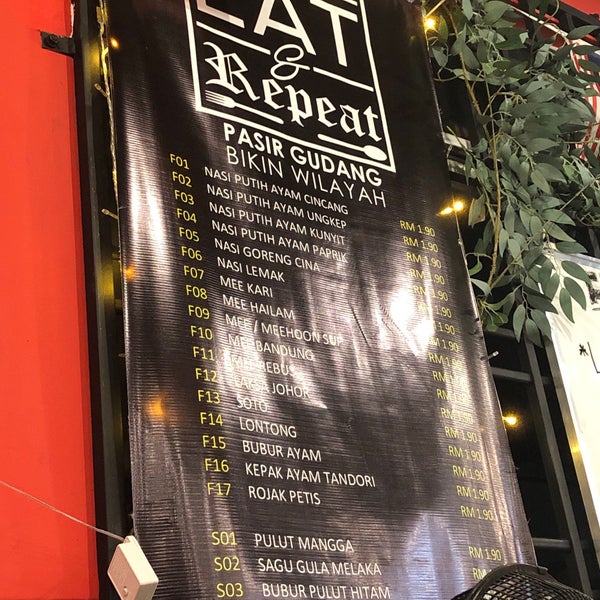 EAT
&
Repeat
PASIR GUDANG
BIKIN WILAYAH
F01 NASI PUTIH AYAM CINCANG RM 1.90
F02 NASI PUTIH AYAM UNGKEP RM 1.90
F03 NASI PUTIH AYAM KUNYIT RM 1.90
F04 NASI PUTIH AYAM PAPRIK RM 1.90
F05 NASI GORENG CINA RM 1.90
F06 NASI LEMAK RM 1.90
F07 MEE KARI RM 1.90
F08 MEE HAILAM RM 1.90
F09 MEE / MEEHOON SUP RM 1.90
F10 MEE BANDUNG RM 1.90
F11 MEE REBUS RM 1.90
F12 LAKSA JOHOR RM 1.90
F13 SOTO RM 1.90
F14 LONTONG RM 1.90
F15 BUBUR AYAM RM 1.90
F16 KEPAK AYAM TANDORI RM 1.90
F17 ROJAK PETIS RM 1.90
S01 PULUT MANGGA RM 1.90
S02 SAGU GULA MELAKA RM 1.90
S03 BUBUR PULUT HITAM